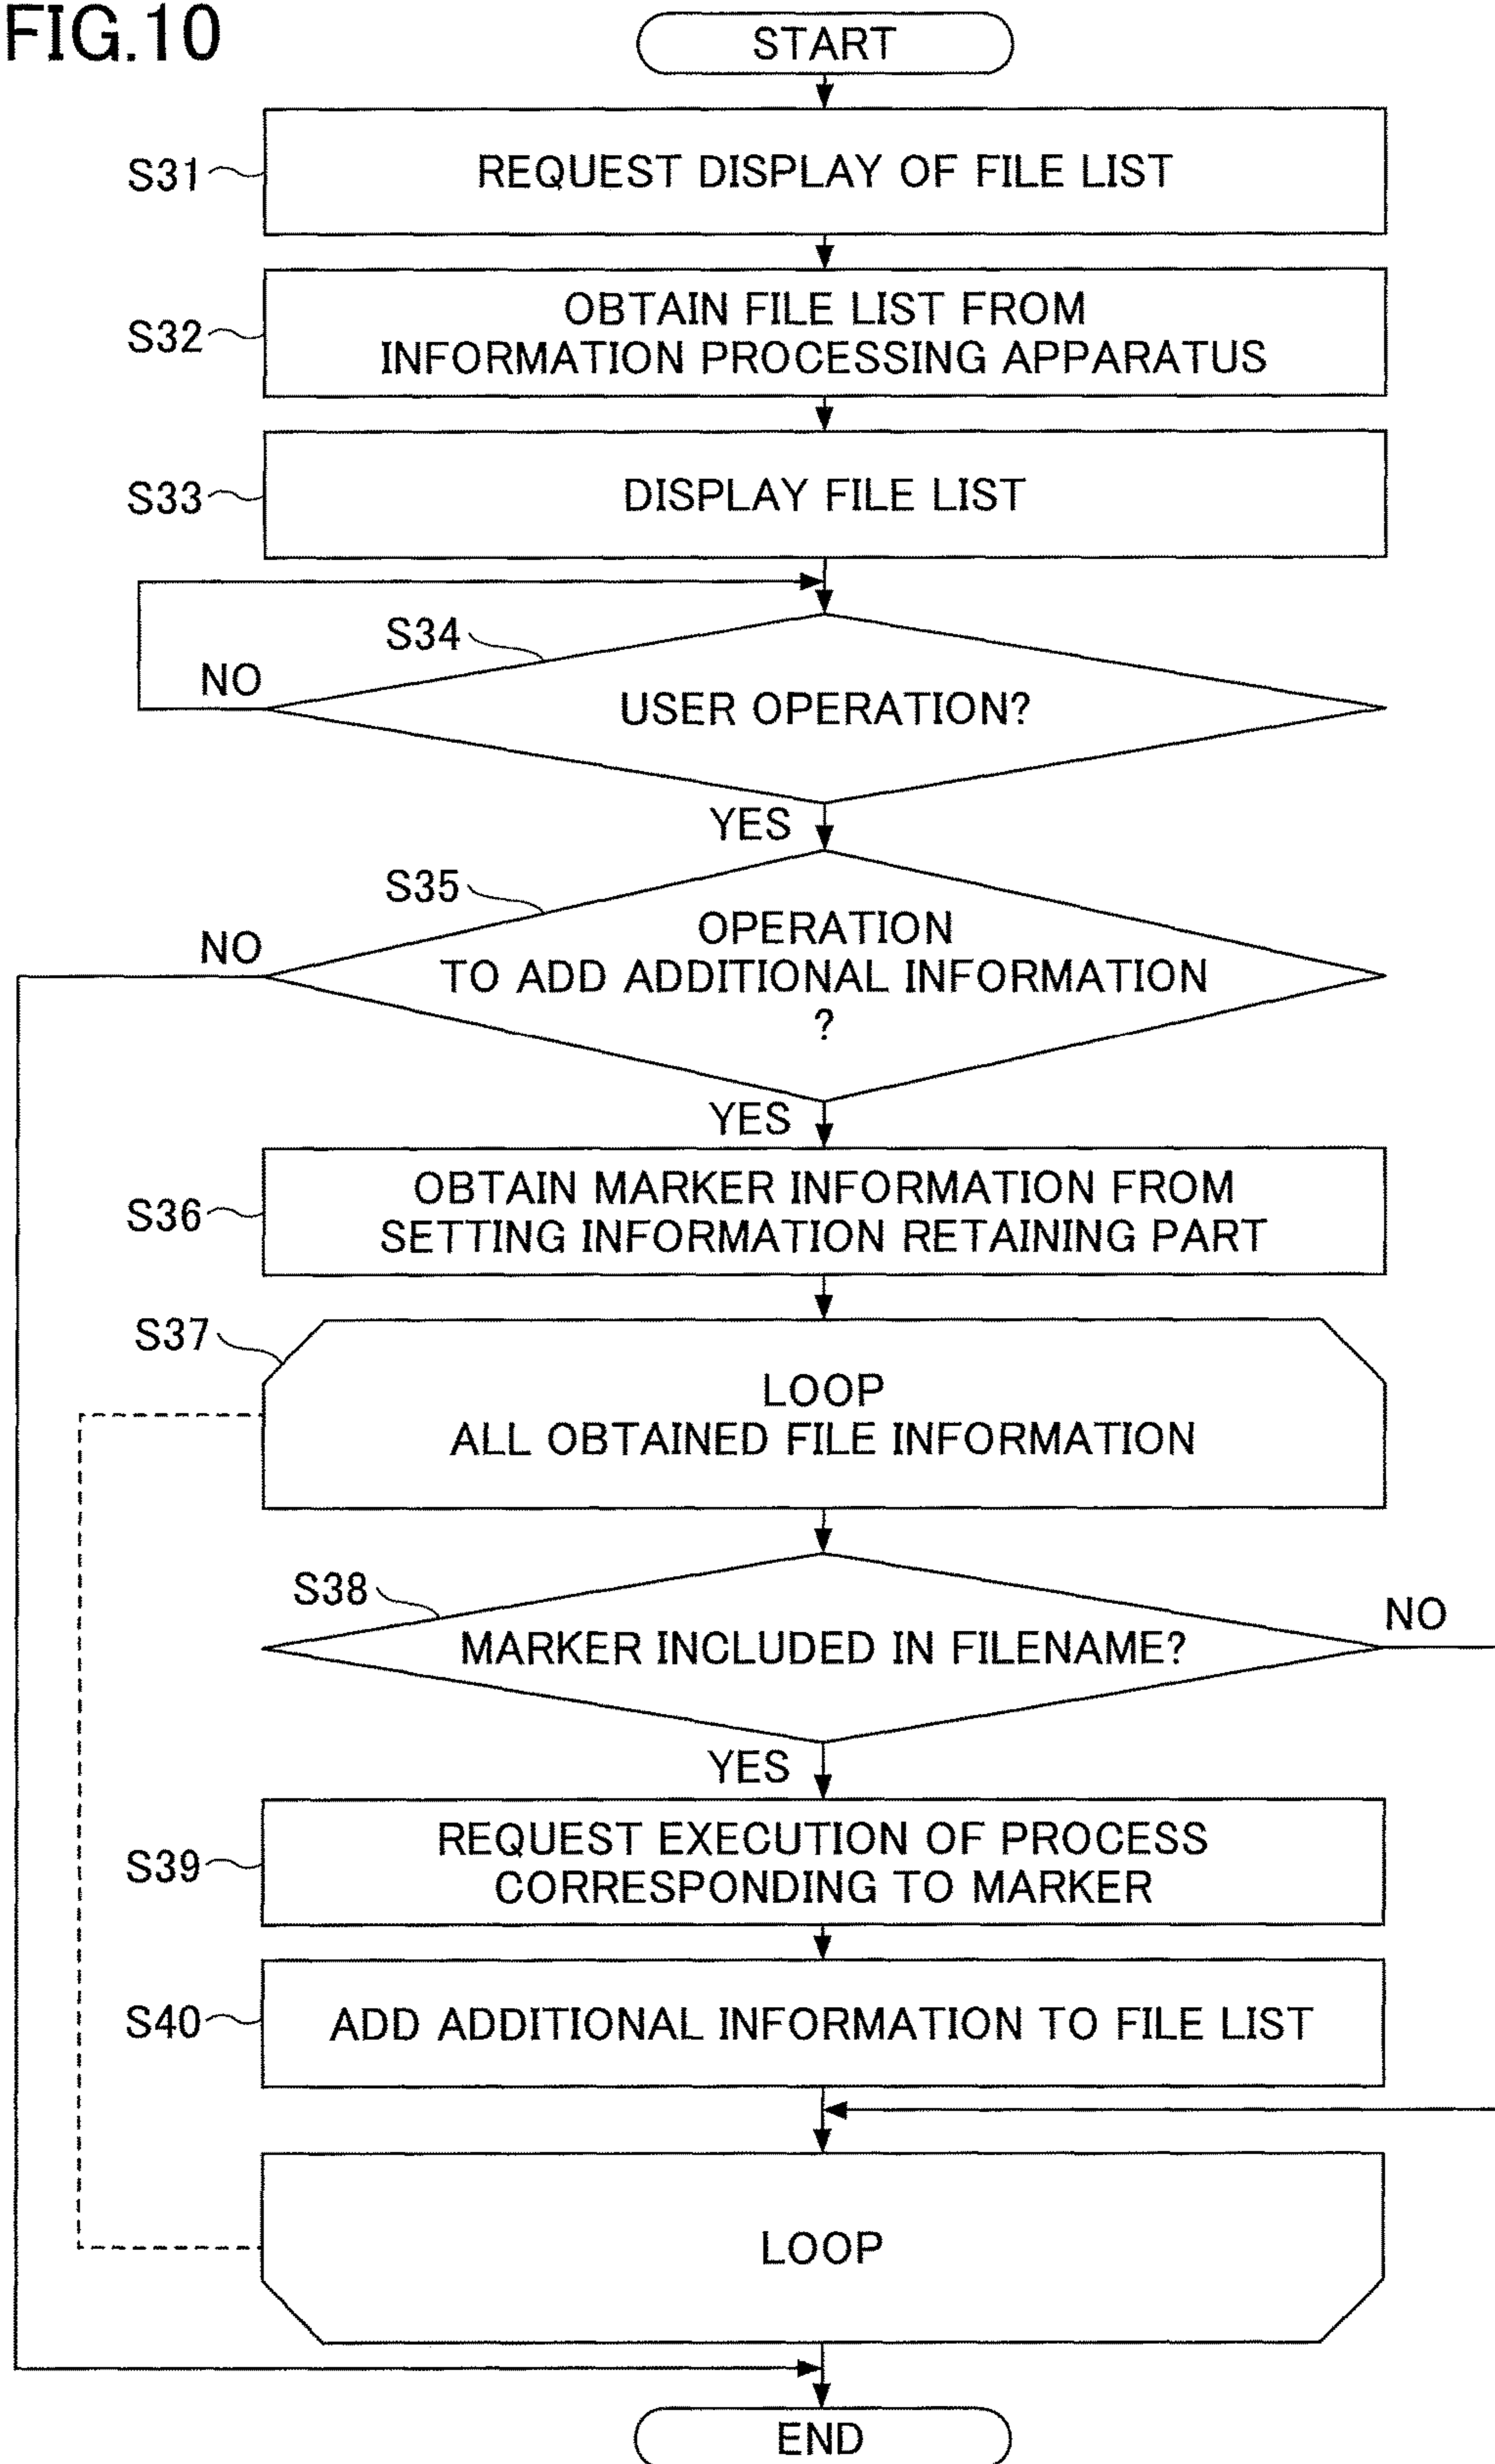 FIG.10
START
S31
REQUEST DISPLAY OF FILE LIST
S32
OBTAIN FILE LIST FROM
INFORMATION PROCESSING APPARATUS
S33
DISPLAY FILE LIST
S34
NO
USER OPERATION?
YES
S35
NO
OPERATION
TO ADD ADDITIONAL INFORMATION
?
YES
S36
OBTAIN MARKER INFORMATION FROM
SETTING INFORMATION RETAINING PART
S37
LOOP
ALL OBTAINED FILE INFORMATION
S38
NO
MARKER INCLUDED IN FILENAME?
YES
S39
REQUEST EXECUTION OF PROCESS
CORRESPONDING TO MARKER
S40
ADD ADDITIONAL INFORMATION TO FILE LIST
LOOP
END